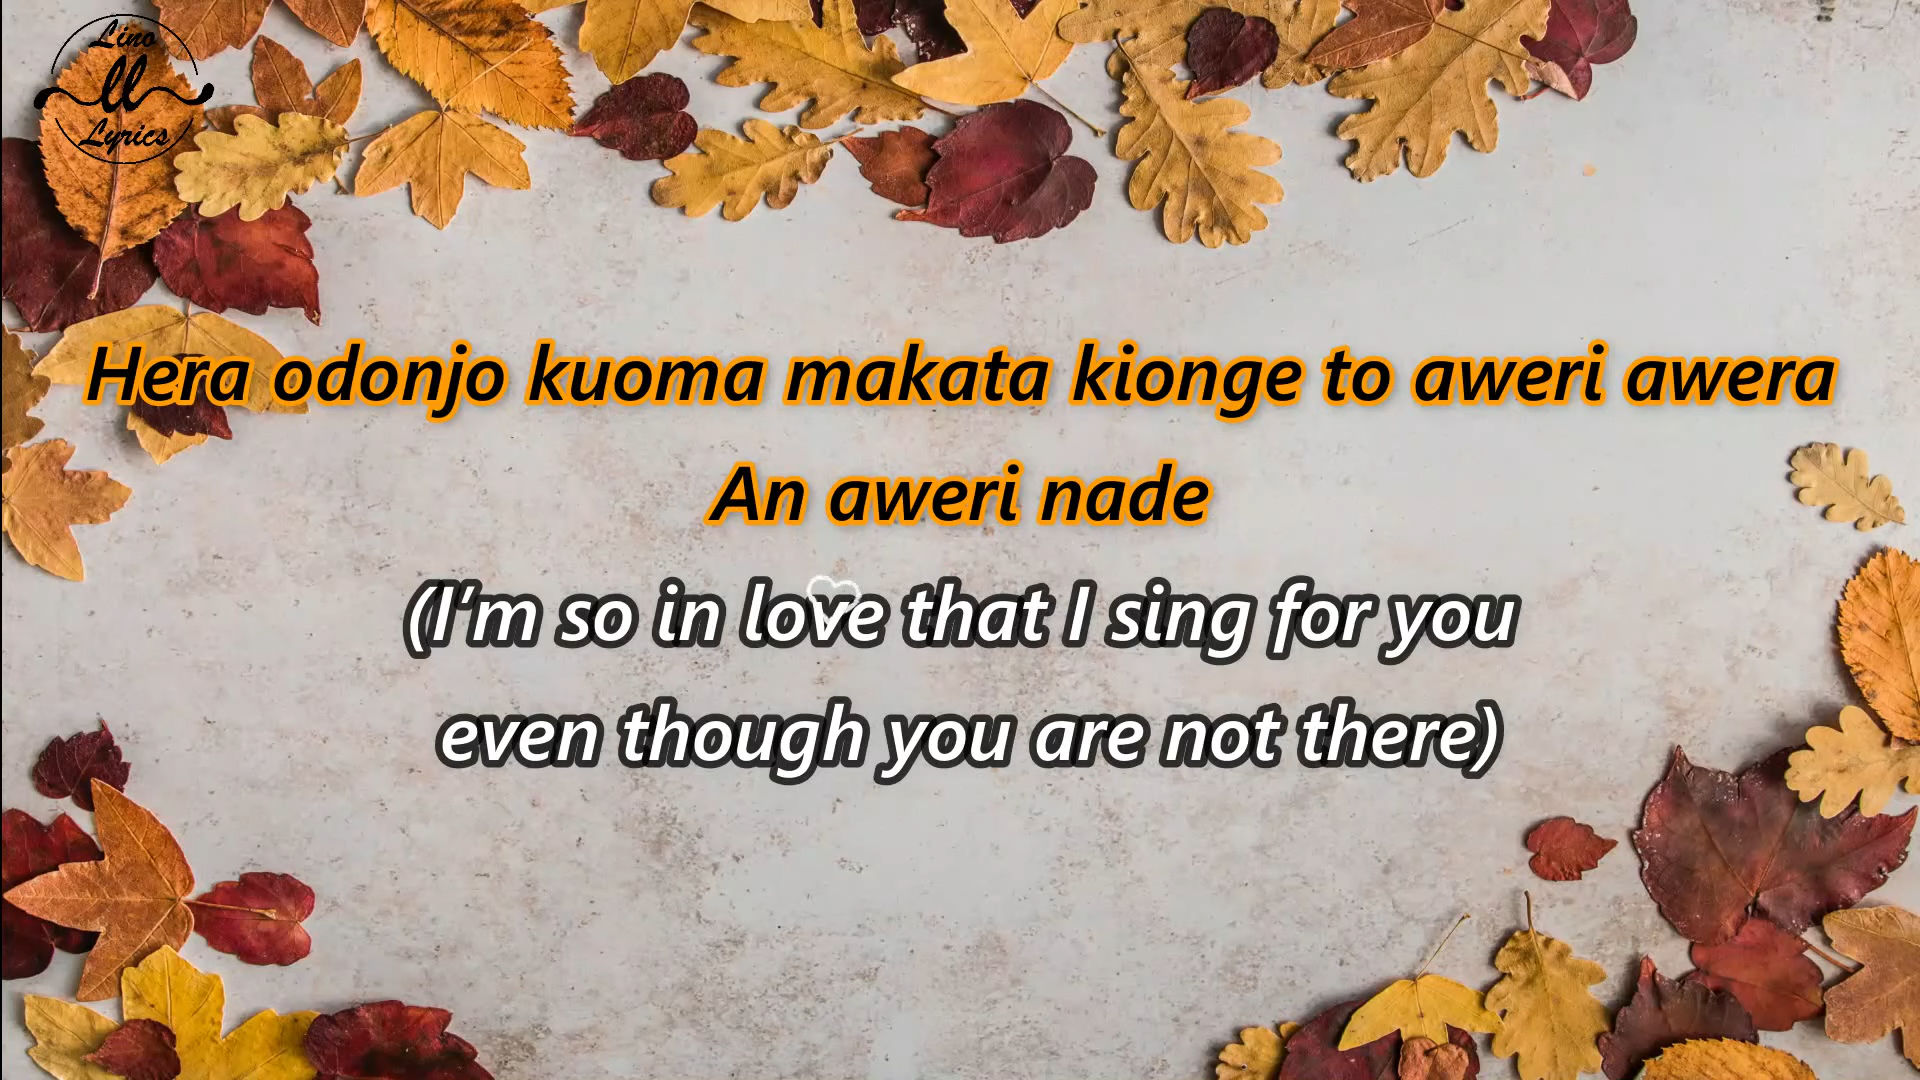 Lino
ll
Lyrics
Hera odonjo kuoma makata kionge to aweri awera
An aweri nade
(I'm so in love that I sing for you
even though you are not there)